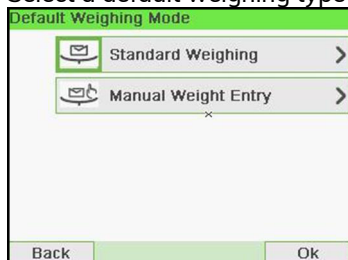 Select a default weighing type
Default Weighing Mode
Standard Weighing
Manual Weight Entry
Back
Ok